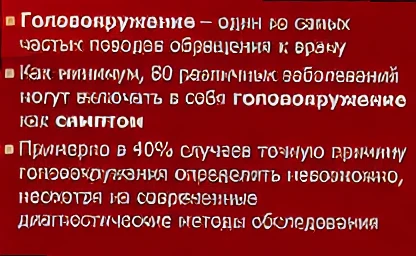 Головокружение – один из самых
частых поводов обращения к врачу
Как минимум, 80 различных заболеваний
могут включать в себя головокружение
как симптом
Примерно в 40% случаев точную причину
головокружения определить невозможно,
несмотря на современные
диагностические методы обследования